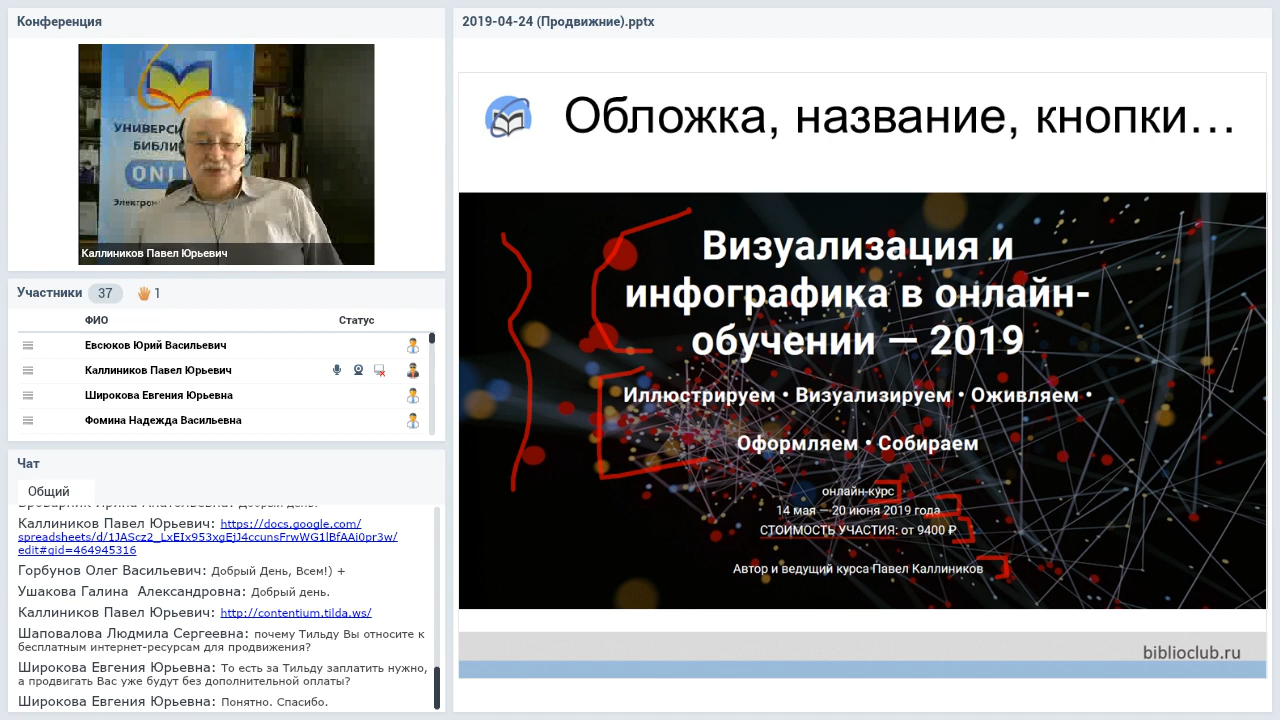 Конференция
УНИВЕРСИ
БИБЛИ
ONL
Электрон
Каллиников Павел Юрьевич
Участники 37 1
ФИО Статус
Евсюков Юрий Васильевич
Каллиников Павел Юрьевич
Широкова Евгения Юрьевна
Фомина Надежда Васильевна
Чат
Общий
Каллиников Павел Юрьевич: https://docs.google.com/
spreadsheets/d/1JAScz2_LxEIx953xgEjJ4ccunsFrwWG1lBfAAi0pr3w/
edit#gid=464945316
Горбунов Олег Васильевич: Добрый День, Всем!) +
Ушакова Галина Александровна: Добрый день.
Каллиников Павел Юрьевич: http://contentium.tilda.ws/
Шаповалова Людмила Сергеевна: почему Тильду Вы относите к
бесплатным интернет-ресурсам для продвижения?
Широкова Евгения Юрьевна: То есть за Тильду заплатить нужно,
а продвигать Вас уже будут без дополнительной оплаты?
Широкова Евгения Юрьевна: Понятно. Спасибо.
2019-04-24 (Продвижние).pptx
Обложка, название, кнопки...
Визуализация и
инфографика в онлайн-
обучении — 2019
Иллюстрируем • Визуализируем • Оживляем •
Оформляем • Собираем
онлайн-курс
14 мая —20 июня 2019 года
СТОИМОСТЬ УЧАСТИЯ: от 9400 ₽
Автор и ведущий курса Павел Каллиников
biblioclub.ru